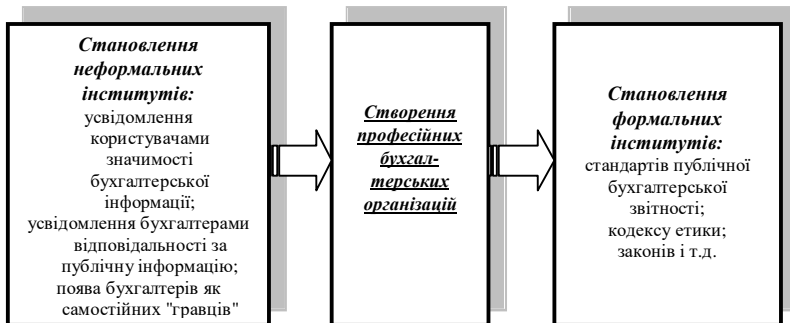 Становлення
неформальних
інститутів:
усвідомлення
користувачами
значимості
бухгалтерської
інформації;
усвідомлення бухгалтерами
відповідальності за
публічну інформацію;
поява бухгалтерів як
самостійних "гравців"
Створення
професійних
бухгал-
терських
організацій
Становлення
формальних
інститутів:
стандартів публічної
бухгалтерської
звітності;
кодексу етики;
законів і т.д.